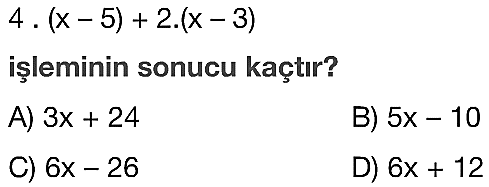 4 . (x – 5) + 2.(x – 3)
işleminin sonucu kaçtır?
A) 3x + 24 B) 5x – 10
C) 6x – 26 D) 6x + 12